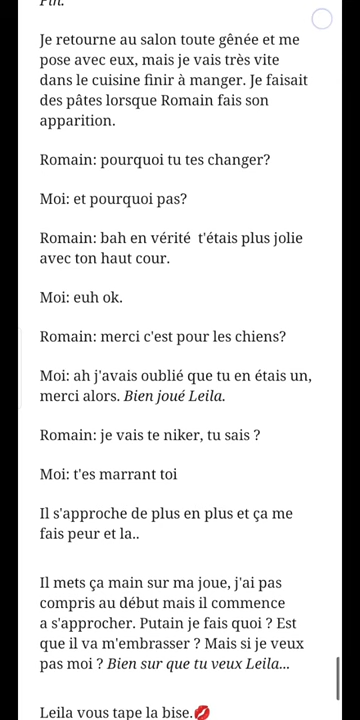 Fin.
Je retourne au salon toute gênée et me
pose avec eux, mais je vais très vite
dans le cuisine finir à manger. Je faisait
des pâtes lorsque Romain fais son
apparition.
Romain: pourquoi tu tes changer?
Moi: et pourquoi pas?
Romain: bah en vérité  t'étais plus jolie
avec ton haut cour.
Moi: euh ok.
Romain: merci c'est pour les chiens?
Moi: ah j'avais oublié que tu en étais un,
merci alors. Bien joué Leila.
Romain: je vais te niker, tu sais ?
Moi: t'es marrant toi
Il s'approche de plus en plus et ça me
fais peur et la..
Il mets ça main sur ma joue, j'ai pas
compris au début mais il commence
a s'approcher. Putain je fais quoi ? Est
que il va m'embrasser ? Mais si je veux
pas moi ? Bien sur que tu veux Leila...
Leila vous tape la bise.💋